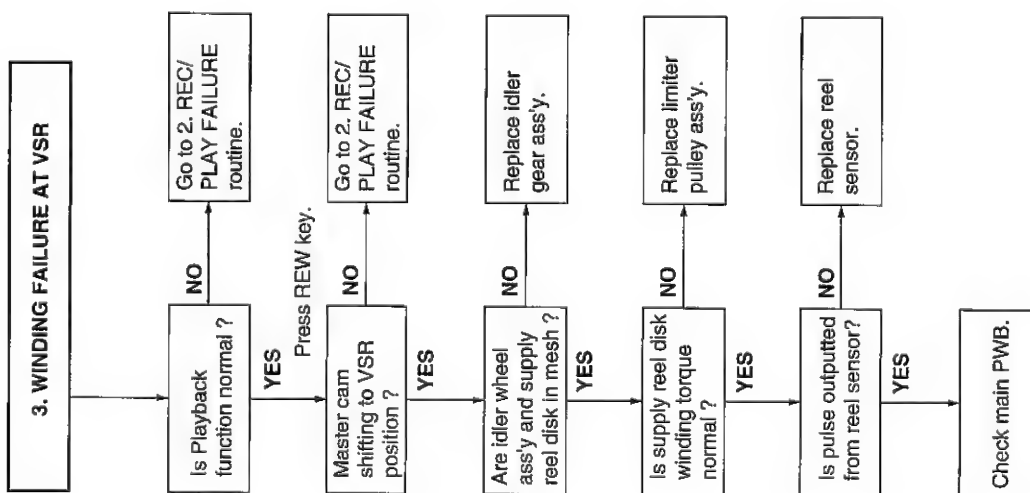 3. WINDING FAILURE AT VSR
Is Playback
function normal ?
NO
Go to 2. REC/
PLAY FAILURE
routine.
YES
Press REW key.
Master cam
shifting to VSR
position ?
NO
Go to 2. REC/
PLAY FAILURE
routine.
YES
Are idler wheel
ass'y and supply
reel disk in mesh ?
NO
Replace idler
gear ass'y.
YES
Is supply reel disk
winding torque
normal ?
NO
Replace limiter
pulley ass'y.
YES
Is pulse outputted
from reel sensor?
NO
Replace reel
sensor.
YES
Check main PWB.